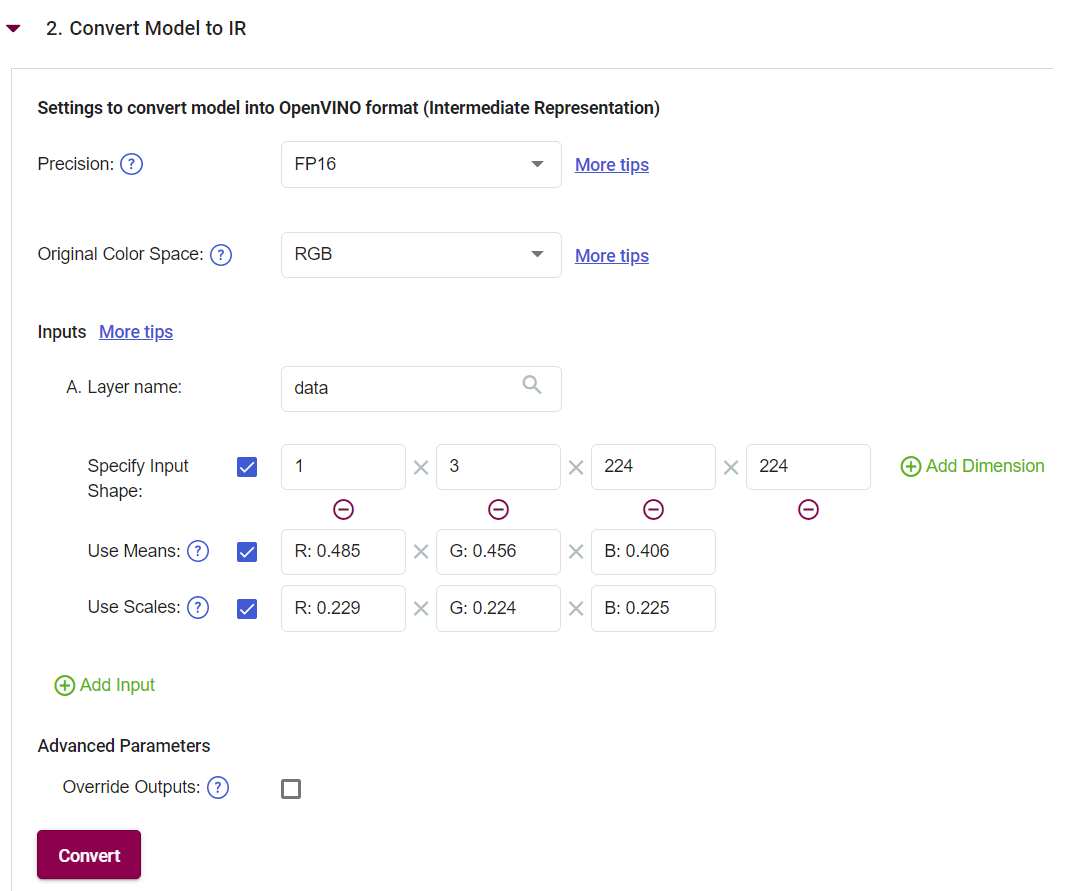 2. Convert Model to IR
Settings to convert model into OpenVINO format (Intermediate Representation)
Precision: ? FP16 More tips
Original Color Space: ? RGB More tips
Inputs More tips
A. Layer name: data
Specify Input Shape: 1 × 3 × 224 × 224 Add Dimension
Use Means: ? R: 0.485 × G: 0.456 × B: 0.406
Use Scales: ? R: 0.229 × G: 0.224 × B: 0.225
Add Input
Advanced Parameters
Override Outputs: ?
Convert